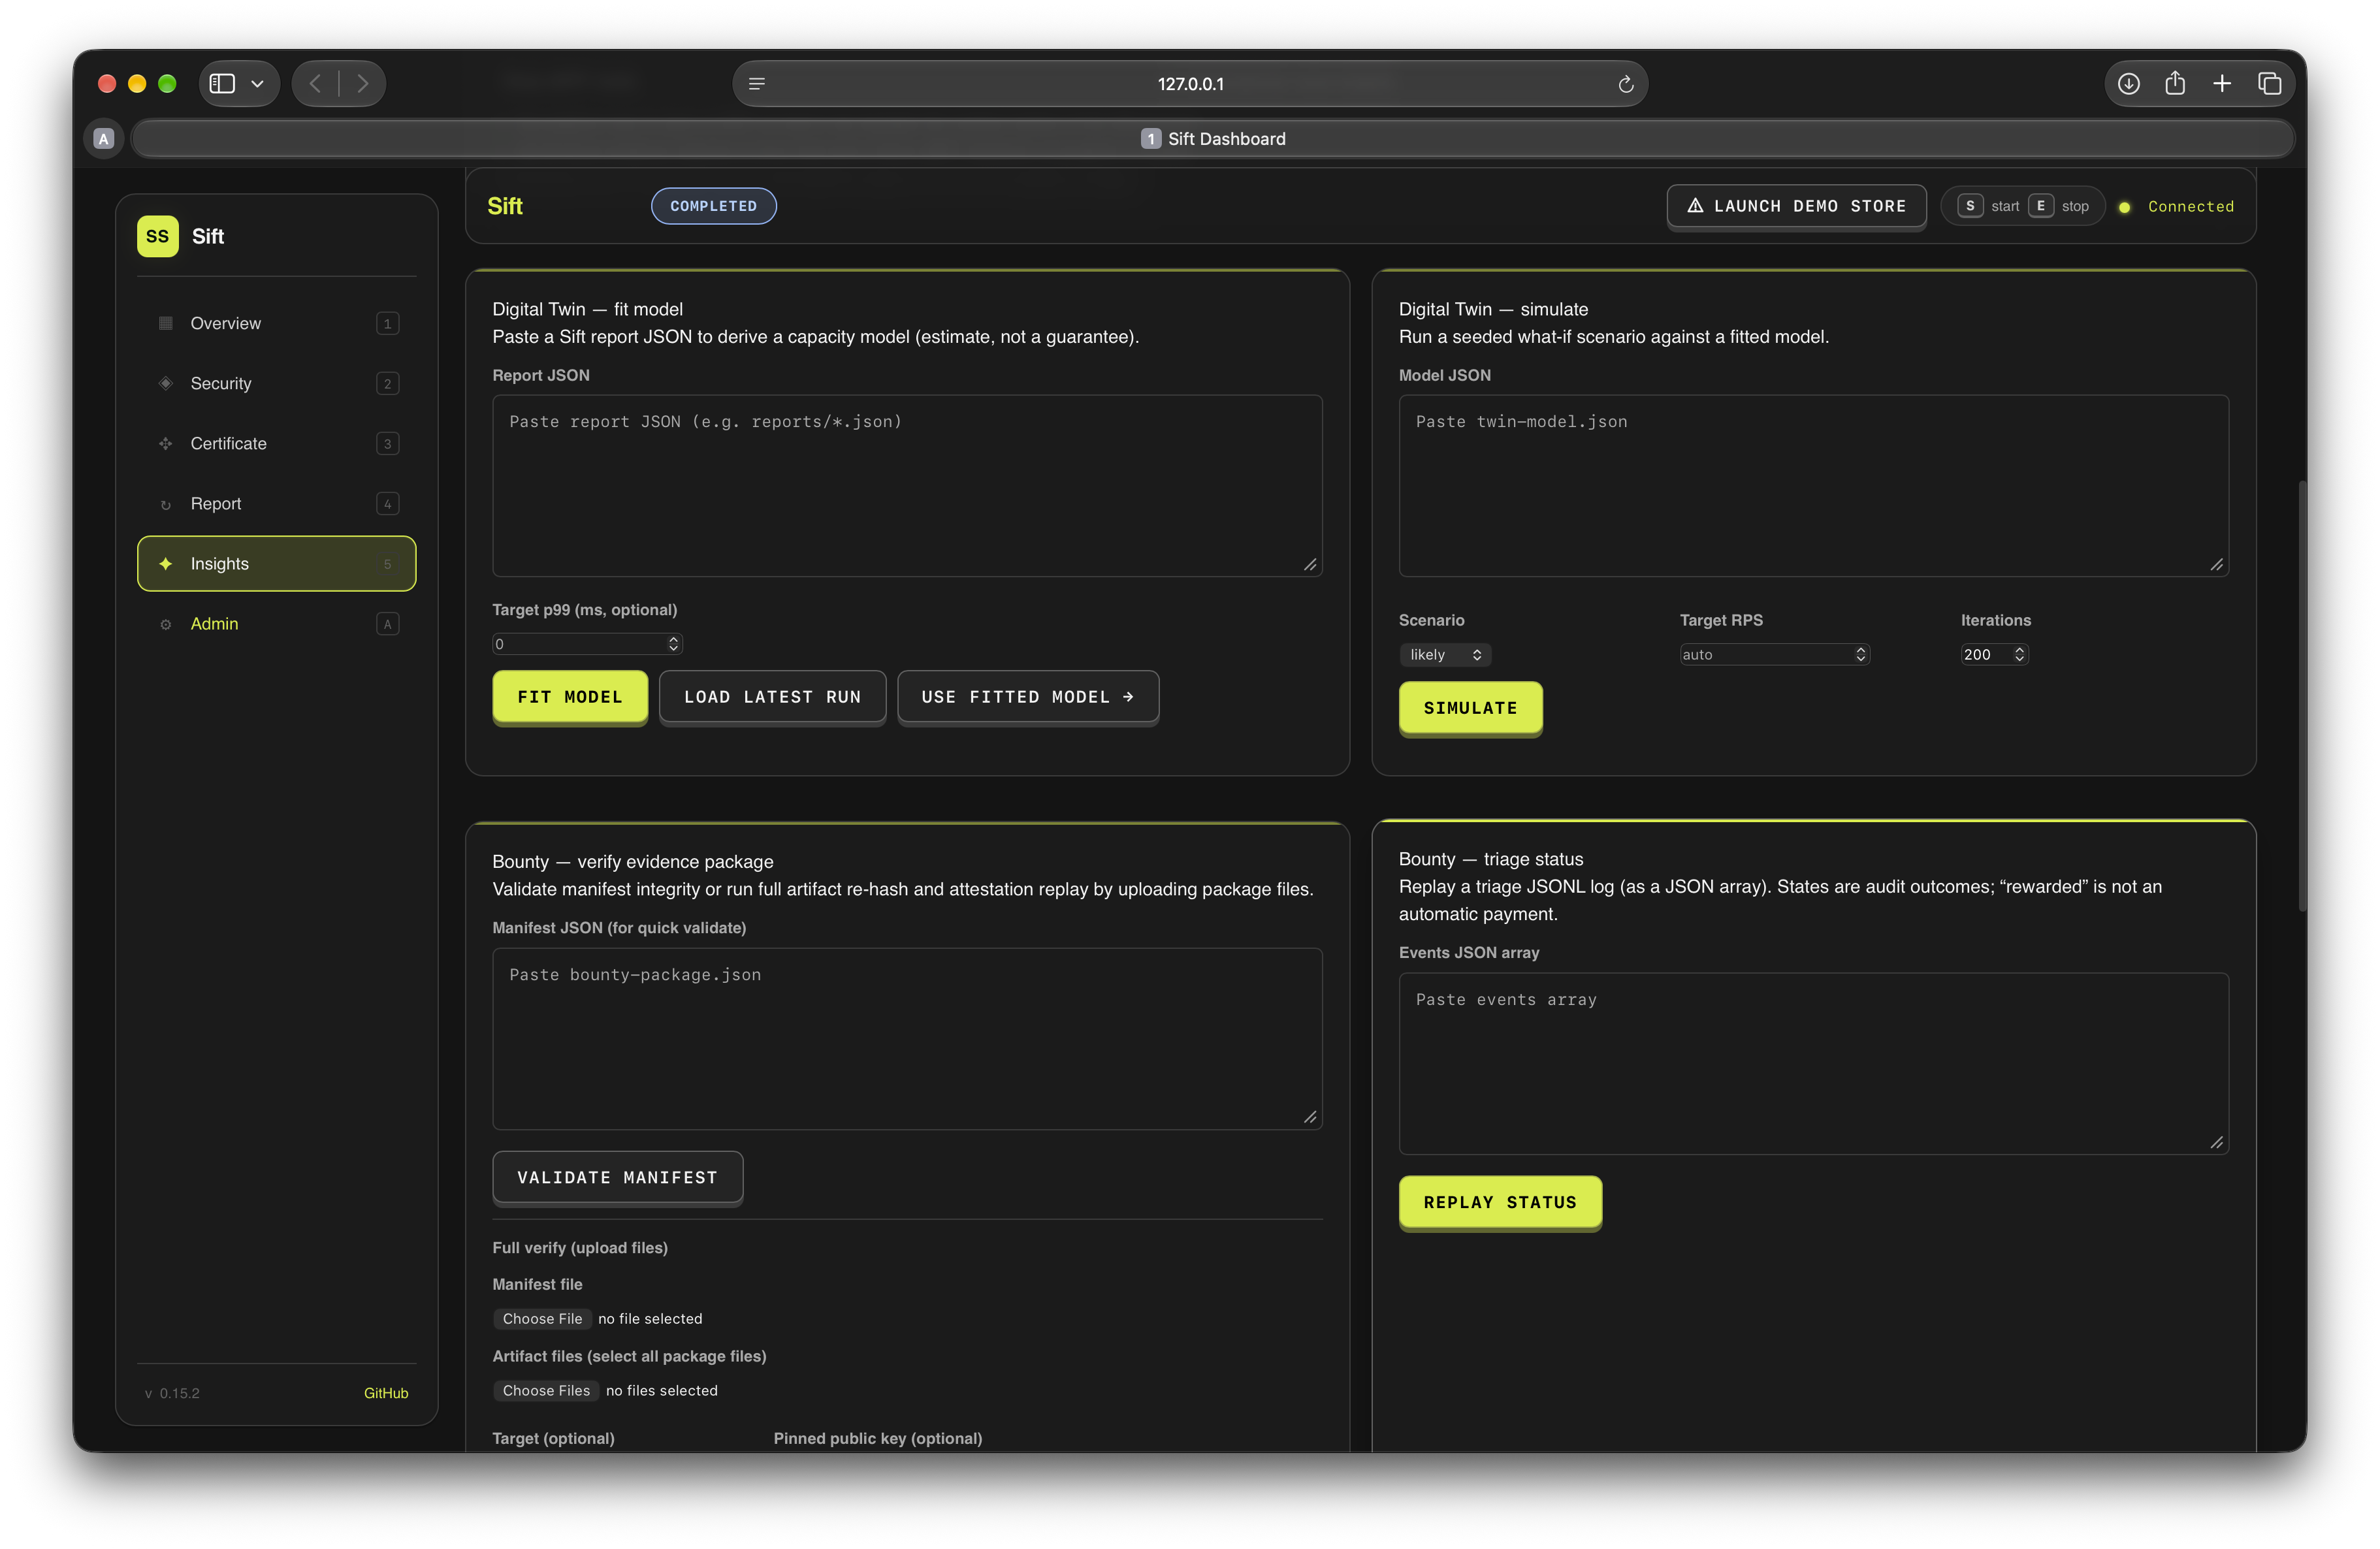 127.0.0.1
A
1 Sift Dashboard
SS Sift
Overview 1
Security 2
Certificate 3
Report 4
Insights 5
Admin A
v 0.15.2 GitHub
Sift COMPLETED
⚠ LAUNCH DEMO STORE
S start E stop
Connected
Digital Twin — fit model
Paste a Sift report JSON to derive a capacity model (estimate, not a guarantee).
Report JSON
Paste report JSON (e.g. reports/*.json)
Target p99 (ms, optional)
0
FIT MODEL LOAD LATEST RUN USE FITTED MODEL →
Digital Twin — simulate
Run a seeded what-if scenario against a fitted model.
Model JSON
Paste twin-model.json
Scenario Target RPS Iterations
likely auto 200
SIMULATE
Bounty — verify evidence package
Validate manifest integrity or run full artifact re-hash and attestation replay by uploading package files.
Manifest JSON (for quick validate)
Paste bounty-package.json
VALIDATE MANIFEST
Full verify (upload files)
Manifest file
Choose File no file selected
Artifact files (select all package files)
Choose Files no files selected
Target (optional) Pinned public key (optional)
Bounty — triage status
Replay a triage JSONL log (as a JSON array). States are audit outcomes; “rewarded” is not an
automatic payment.
Events JSON array
Paste events array
REPLAY STATUS